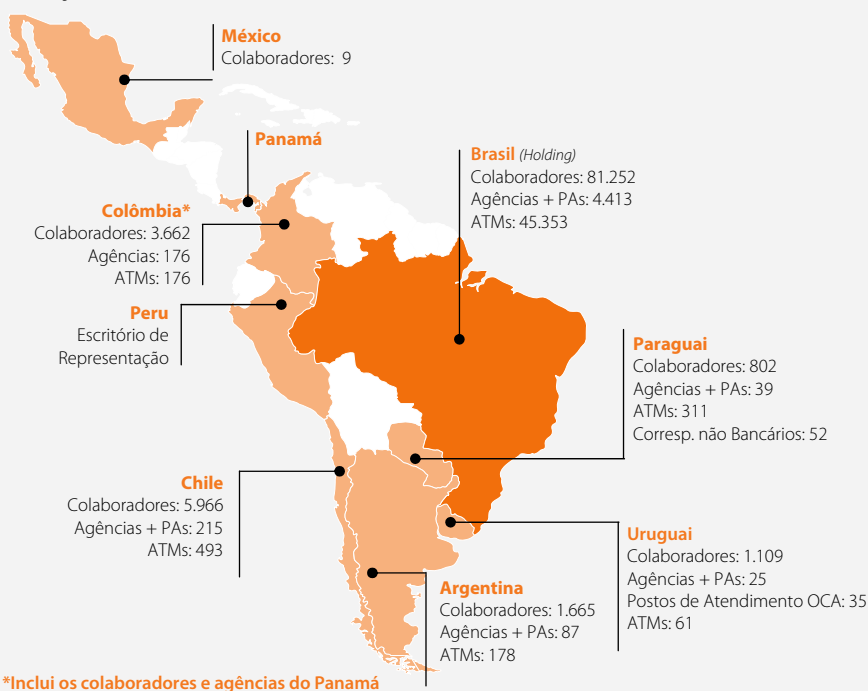 México
Colaboradores: 9
Panamá
Brasil (Holding)
Colaboradores: 81.252
Agências + PAs: 4.413
ATMs: 45.353
Colômbia*
Colaboradores: 3.662
Agências: 176
ATMs: 176
Peru
Escritório de
Representação
Paraguai
Colaboradores: 802
Agências + PAs: 39
ATMs: 311
Corresp. não Bancários: 52
Chile
Colaboradores: 5.966
Agências + PAs: 215
ATMs: 493
Uruguai
Colaboradores: 1.109
Agências + PAs: 25
Postos de Atendimento OCA: 35
ATMs: 61
Argentina
Colaboradores: 1.665
Agências + PAs: 87
ATMs: 178
*Inclui os colaboradores e agências do Panamá